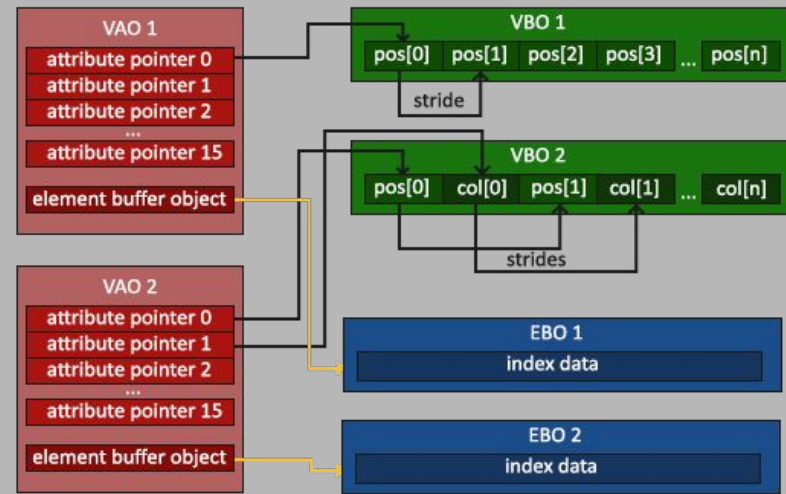 VAO 1
attribute pointer 0
attribute pointer 1
attribute pointer 2
...
attribute pointer 15
element buffer object
VBO 1
pos[0] pos[1] pos[2] pos[3] ... pos[n]
stride
VBO 2
pos[0] col[0] pos[1] col[1] ... col[n]
strides
VAO 2
attribute pointer 0
attribute pointer 1
attribute pointer 2
...
attribute pointer 15
element buffer object
EBO 1
index data
EBO 2
index data